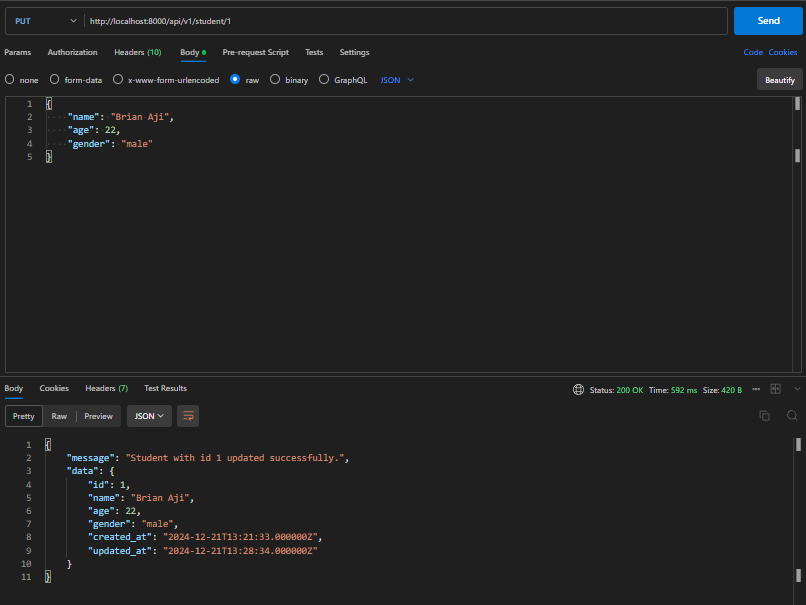 PUT http://localhost:8000/api/v1/student/1 Send
Params Authorization Headers (10) Body Pre-request Script Tests Settings Code Cookies
none form-data x-www-form-urlencoded raw binary GraphQL JSON Beautify
1 {
2 "name": "Brian Aji",
3 "age": 22,
4 "gender": "male"
5 }
Body Cookies Headers (7) Test Results Status: 200 OK Time: 592 ms Size: 420 B
Pretty Raw Preview JSON
1 {
2 "message": "Student with id 1 updated successfully.",
3 "data": {
4 "id": 1,
5 "name": "Brian Aji",
6 "age": 22,
7 "gender": "male",
8 "created_at": "2024-12-21T13:21:33.000000Z",
9 "updated_at": "2024-12-21T13:28:34.000000Z"
10 }
11 }